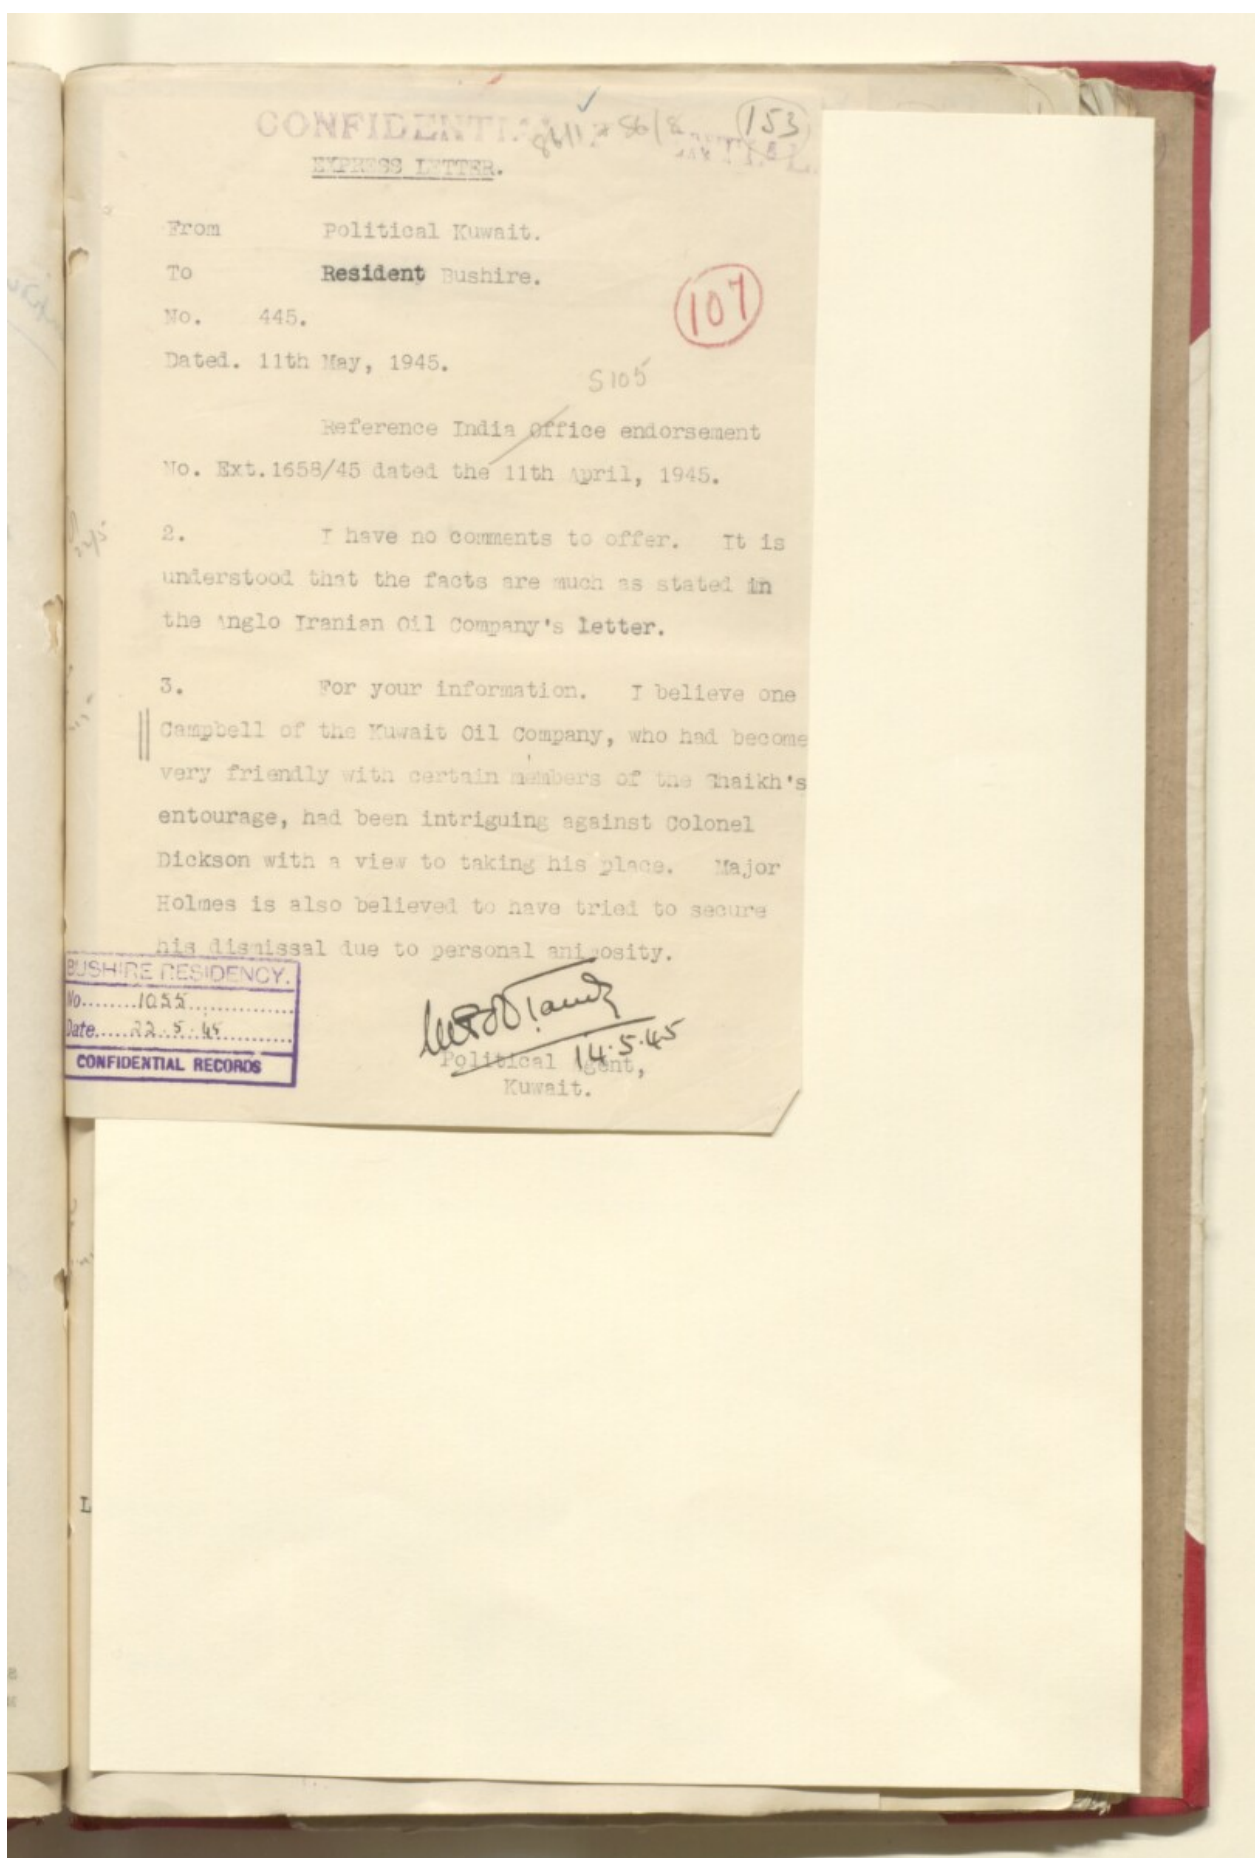 CONFIDENTI
86/1 & 86/8
153
EXPRESS LETTER.
From Political Kuwait.
To Resident Bushire.
107
No. 445.
Dated. 11th May, 1945.
S105
Reference India Office endorsement
No. Ext.1658/45 dated the 11th April, 1945.
2. I have no comments to offer. It is
understood that the facts are much as stated in
the Anglo Iranian Oil Company's letter.
3. For your information. I believe one
Campbell of the Kuwait Oil Company, who had become
very friendly with certain members of the Shaikh's
entourage, had been intriguing against Colonel
Dickson with a view to taking his place. Major
Holmes is also believed to have tried to secure
his dismissal due to personal animosity.
BUSHIRE RESIDENCY.
No. 1055
Date. 22.5.45
CONFIDENTIAL RECORDS
14.5.45
Political Agent,
Kuwait.
L